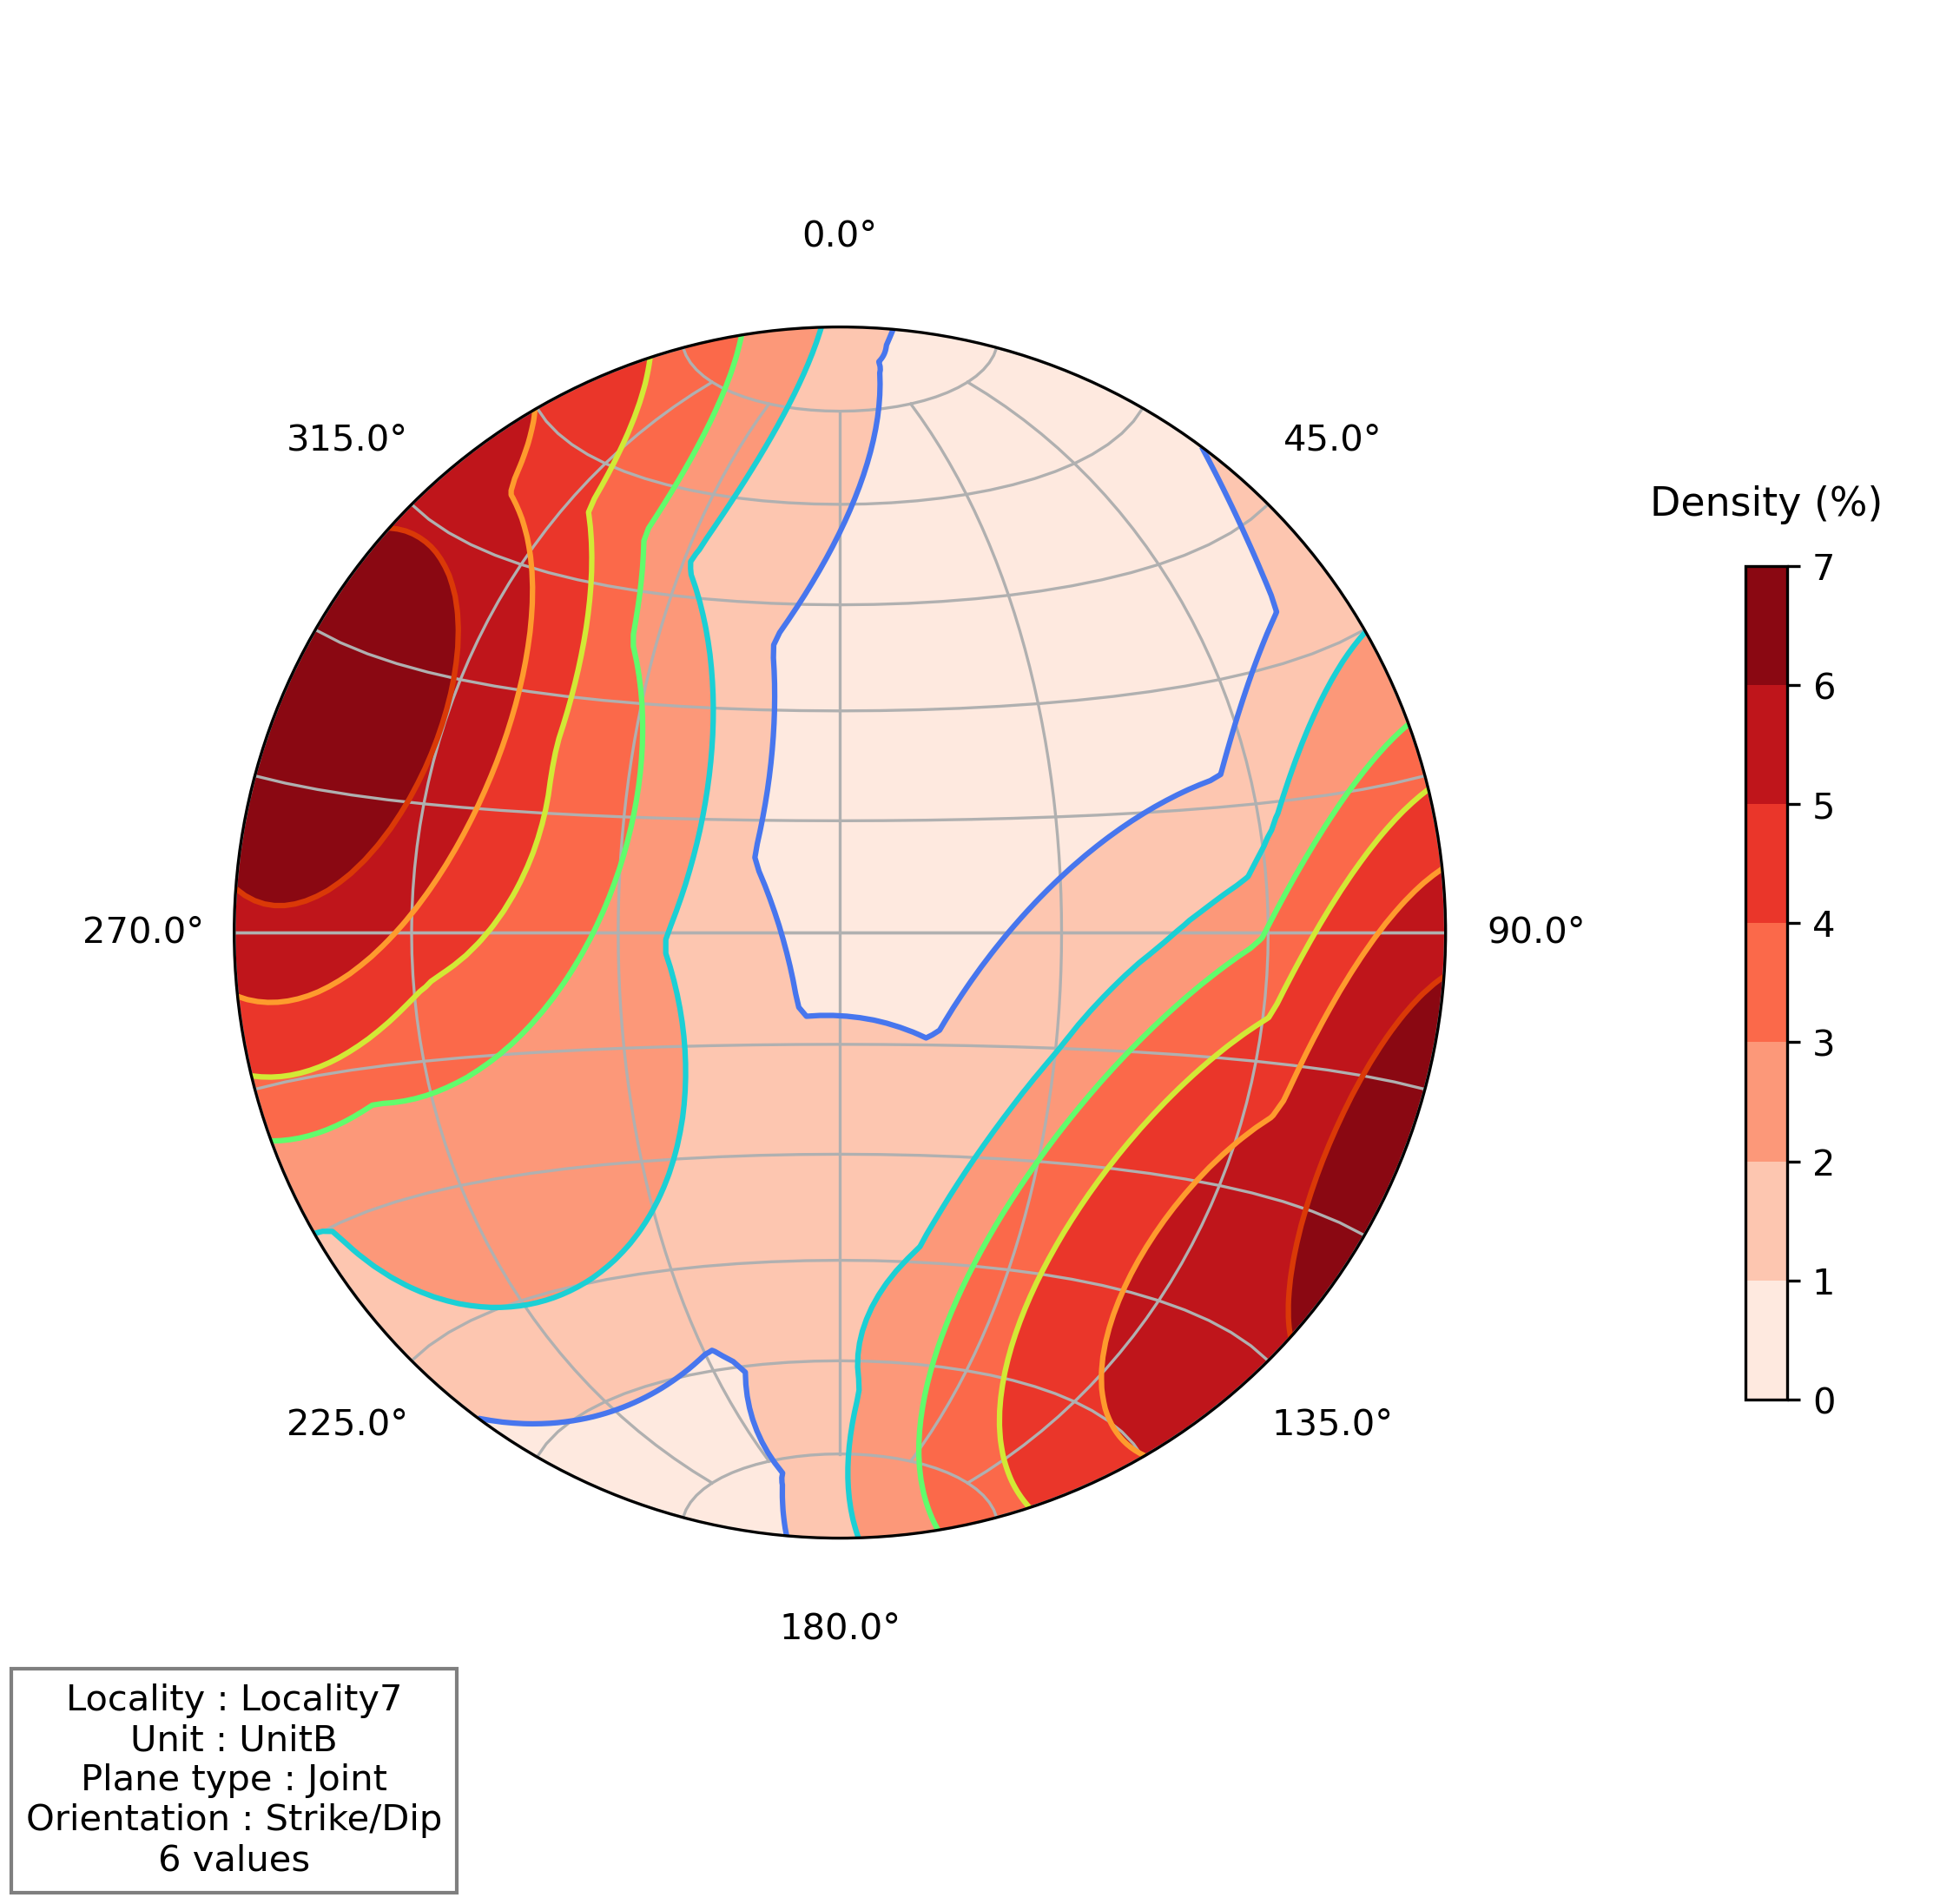 0.0°
315.0°
45.0°
Density (%)
7
6
5
270.0°
90.0°
4
3
2
1
0
225.0°
135.0°
180.0°
Locality : Locality7
Unit : UnitB
Plane type : Joint
Orientation : Strike/Dip
6 values